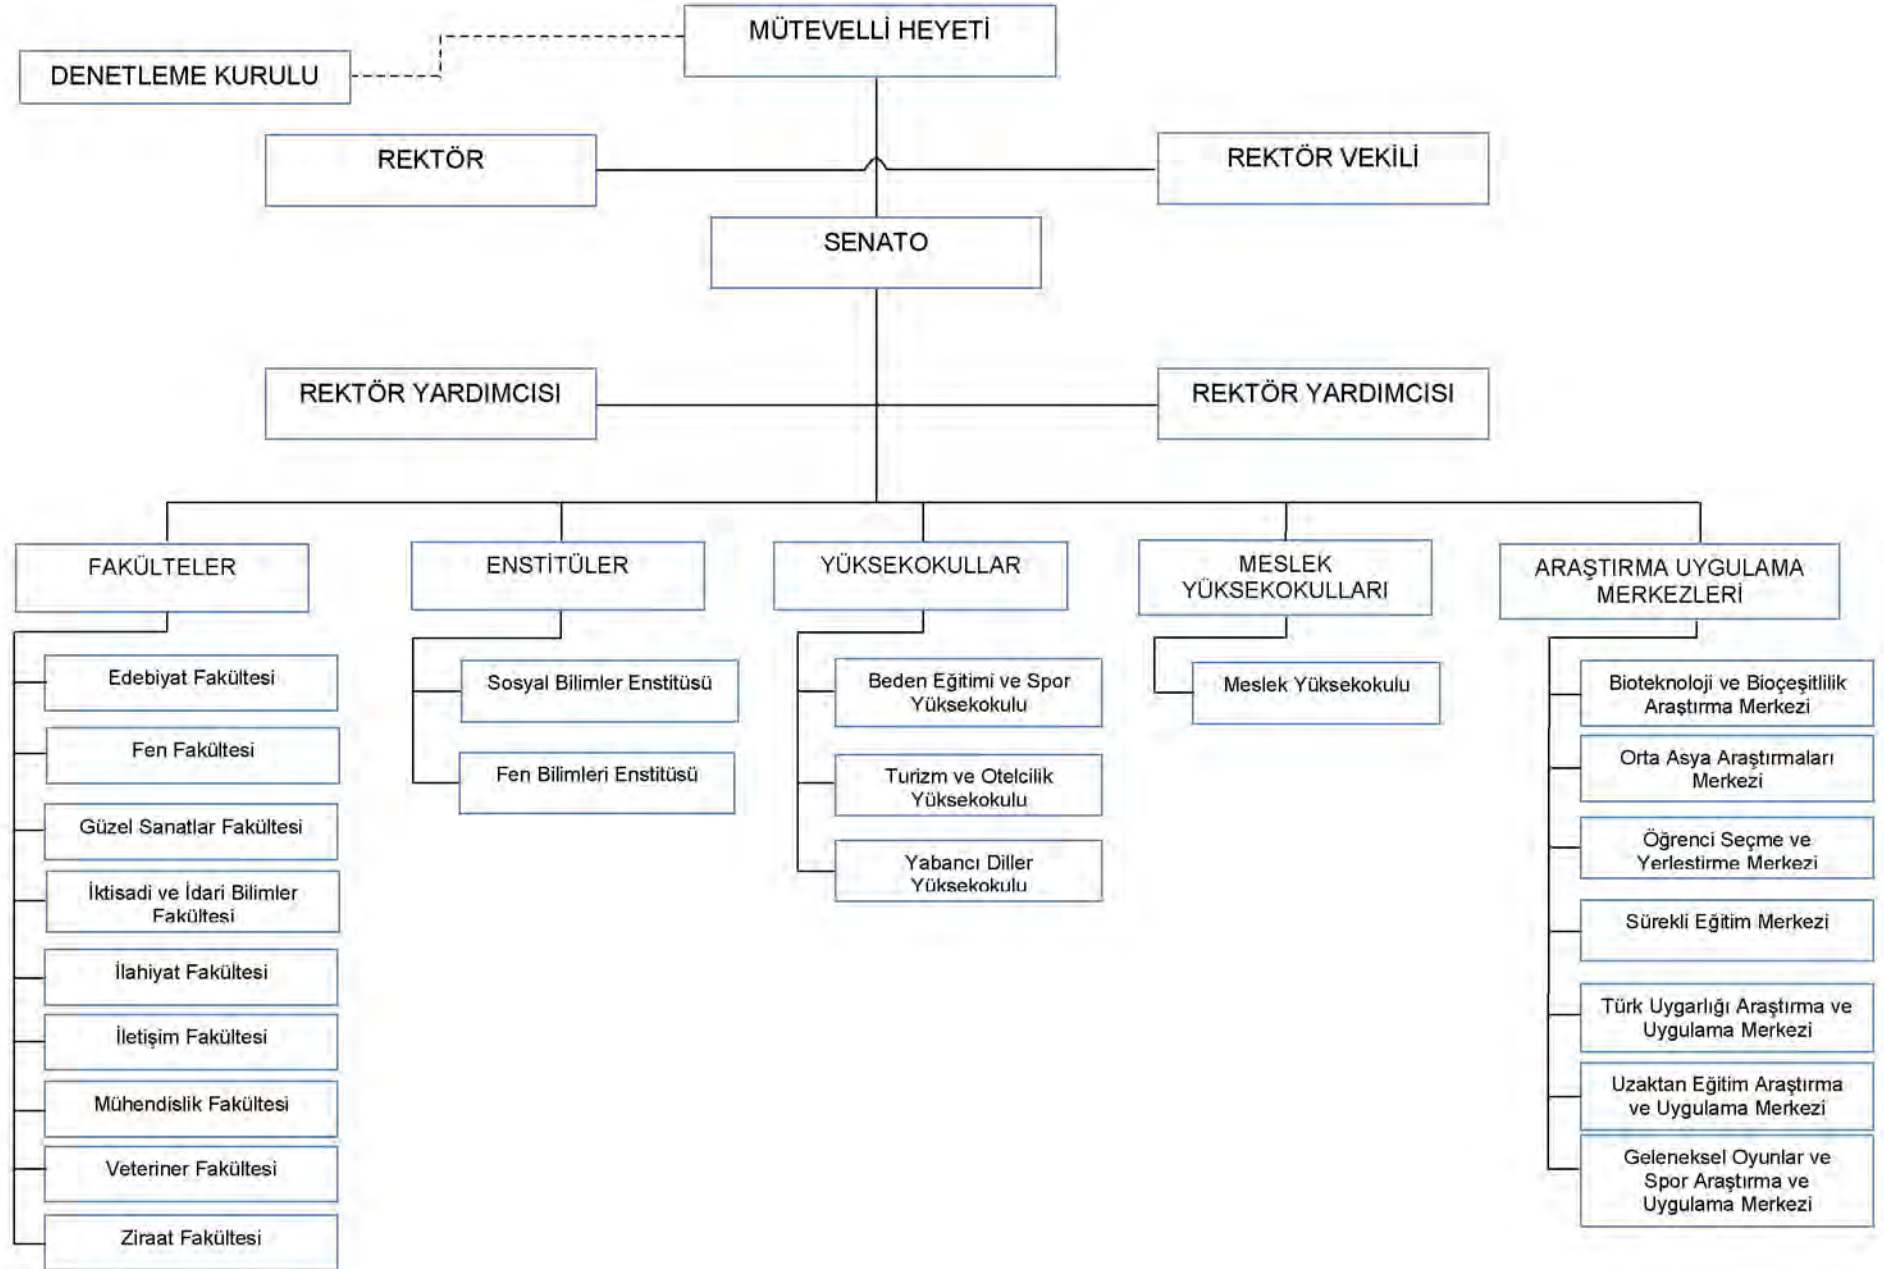 MÜTEVELLİ HEYETİ
DENETLEME KURULU
REKTÖR
REKTÖR VEKİLİ
SENATO
REKTÖR YARDIMCISI
REKTÖR YARDIMCISI
FAKÜLTELER
Edebiyat Fakültesi
Fen Fakültesi
Güzel Sanatlar Fakültesi
İktisadi ve İdari Bilimler
Fakültesi
İlahiyat Fakültesi
İletişim Fakültesi
Mühendislik Fakültesi
Veteriner Fakültesi
Ziraat Fakültesi
ENSTİTÜLER
Sosyal Bilimler Enstitüsü
Fen Bilimleri Enstitüsü
YÜKSEKOKULLAR
Beden Eğitimi ve Spor
Yüksekokulu
Turizm ve Otelcilik
Yüksekokulu
Yabancı Diller
Yüksekokulu
MESLEK
YÜKSEKOKULLARI
Meslek Yüksekokulu
ARAŞTIRMA UYGULAMA
MERKEZLERİ
Bioteknoloji ve Bioçeşitlilik
Araştırma Merkezi
Orta Asya Araştırmaları
Merkezi
Öğrenci Seçme ve
Yerlestirme Merkezi
Sürekli Eğitim Merkezi
Türk Uygarlığı Araştırma ve
Uygulama Merkezi
Uzaktan Eğitim Araştırma
ve Uygulama Merkezi
Geleneksel Oyunlar ve
Spor Araştırma ve
Uygulama Merkezi